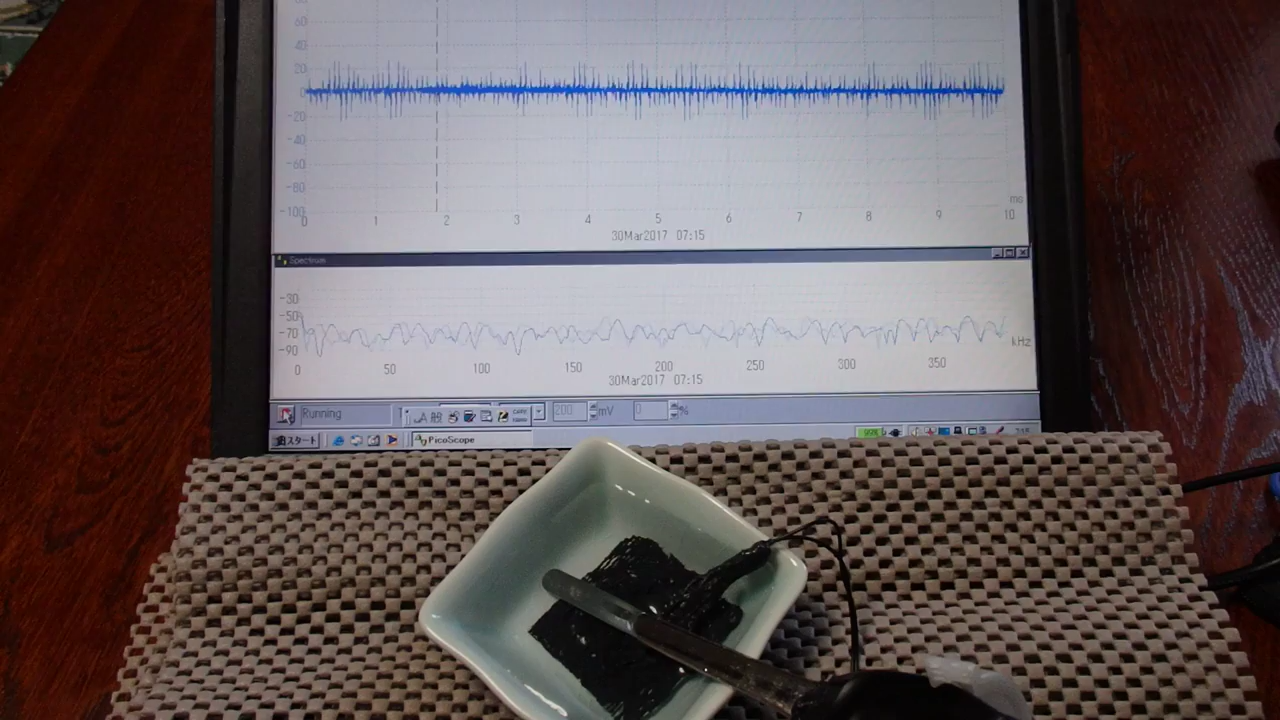 60
40
20
0
-20
-40
-60
-80
-100
0 1 2 3 4 5 6 7 8 9 10
ms
30Mar2017 07:15
Spectrum
-30
-50
-70
-90
0 50 100 150 200 250 300 350
kHz
30Mar2017 07:15
Running 200 mV 0 %
スタート PicoScope